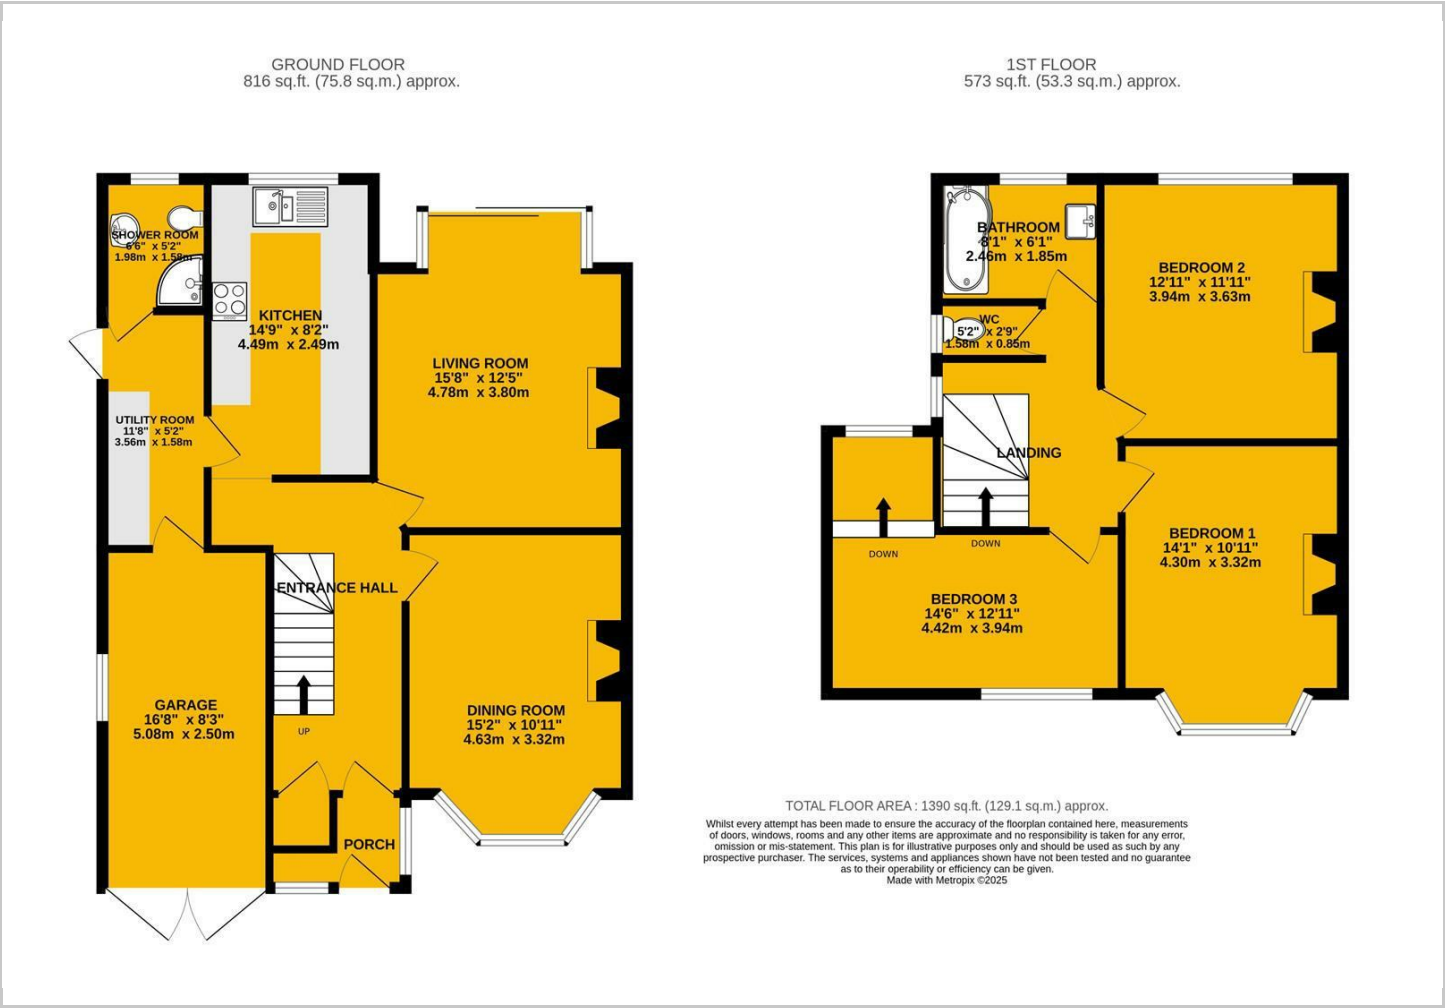 GROUND FLOOR
816 sq.ft. (75.8 sq.m.) approx.
SHOWER ROOM
6'6" x 5'2"
1.98m x 1.58m
KITCHEN
14'9" x 8'2"
4.49m x 2.49m
LIVING ROOM
15'8" x 12'5"
4.78m x 3.80m
UTILITY ROOM
11'8" x 5'2"
3.56m x 1.58m
ENTRANCE HALL
GARAGE
16'8" x 8'3"
5.08m x 2.50m
UP
DINING ROOM
15'2" x 10'11"
4.63m x 3.32m
PORCH
1ST FLOOR
573 sq.ft. (53.3 sq.m.) approx.
BATHROOM
8'1" x 6'1"
2.46m x 1.85m
BEDROOM 2
12'11" x 11'11"
3.94m x 3.63m
WC
5'2" x 2'9"
1.58m x 0.85m
LANDING
DOWN
DOWN
BEDROOM 1
14'1" x 10'11"
4.30m x 3.32m
BEDROOM 3
14'6" x 12'11"
4.42m x 3.94m
TOTAL FLOOR AREA : 1390 sq.ft. (129.1 sq.m.) approx.
Whilst every attempt has been made to ensure the accuracy of the floorplan contained here, measurements
of doors, windows, rooms and any other items are approximate and no responsibility is taken for any error,
omission or mis-statement. This plan is for illustrative purposes only and should be used as such by any
prospective purchaser. The services, systems and appliances shown have not been tested and no guarantee
as to their operability or efficiency can be given.
Made with Metropix ©2025